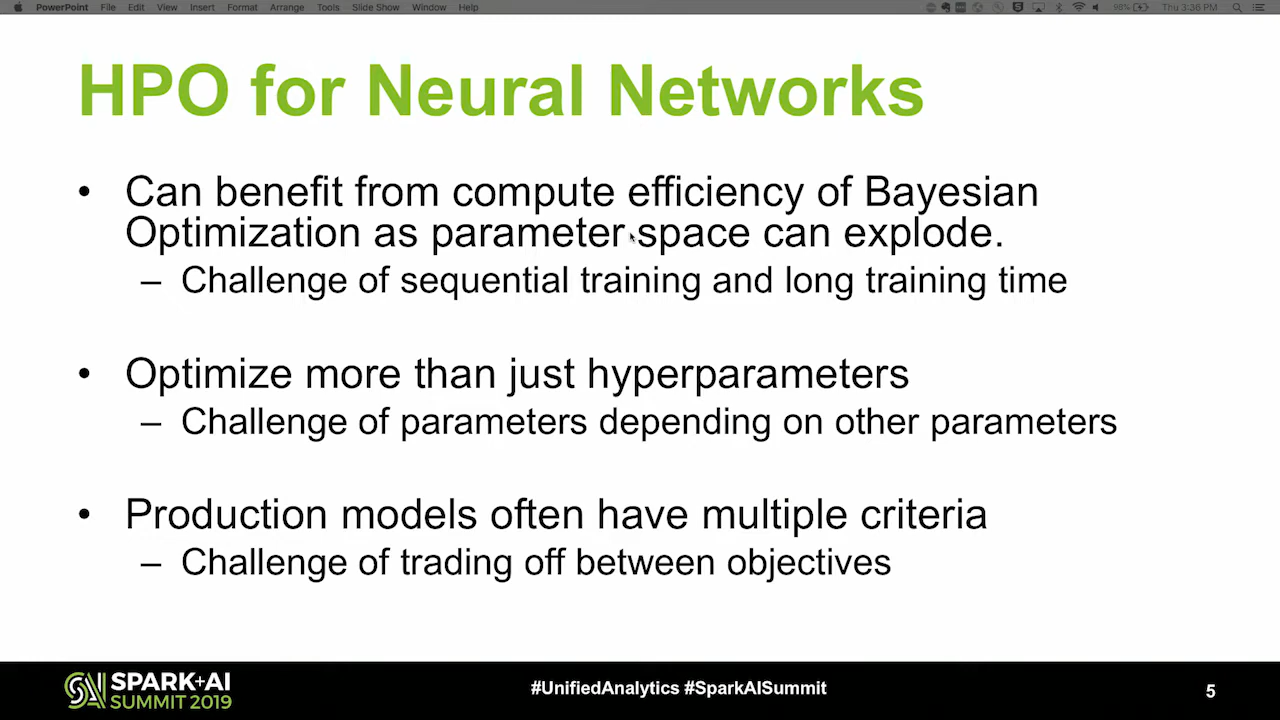 PowerPoint File Edit View Insert Format Arrange Tools Slide Show Window Help 98% Thu 3:36 PM
HPO for Neural Networks
• Can benefit from compute efficiency of Bayesian
Optimization as parameter space can explode.
– Challenge of sequential training and long training time
• Optimize more than just hyperparameters
– Challenge of parameters depending on other parameters
• Production models often have multiple criteria
– Challenge of trading off between objectives
SPARK+AI
SUMMIT 2019
#UnifiedAnalytics #SparkAISummit
5